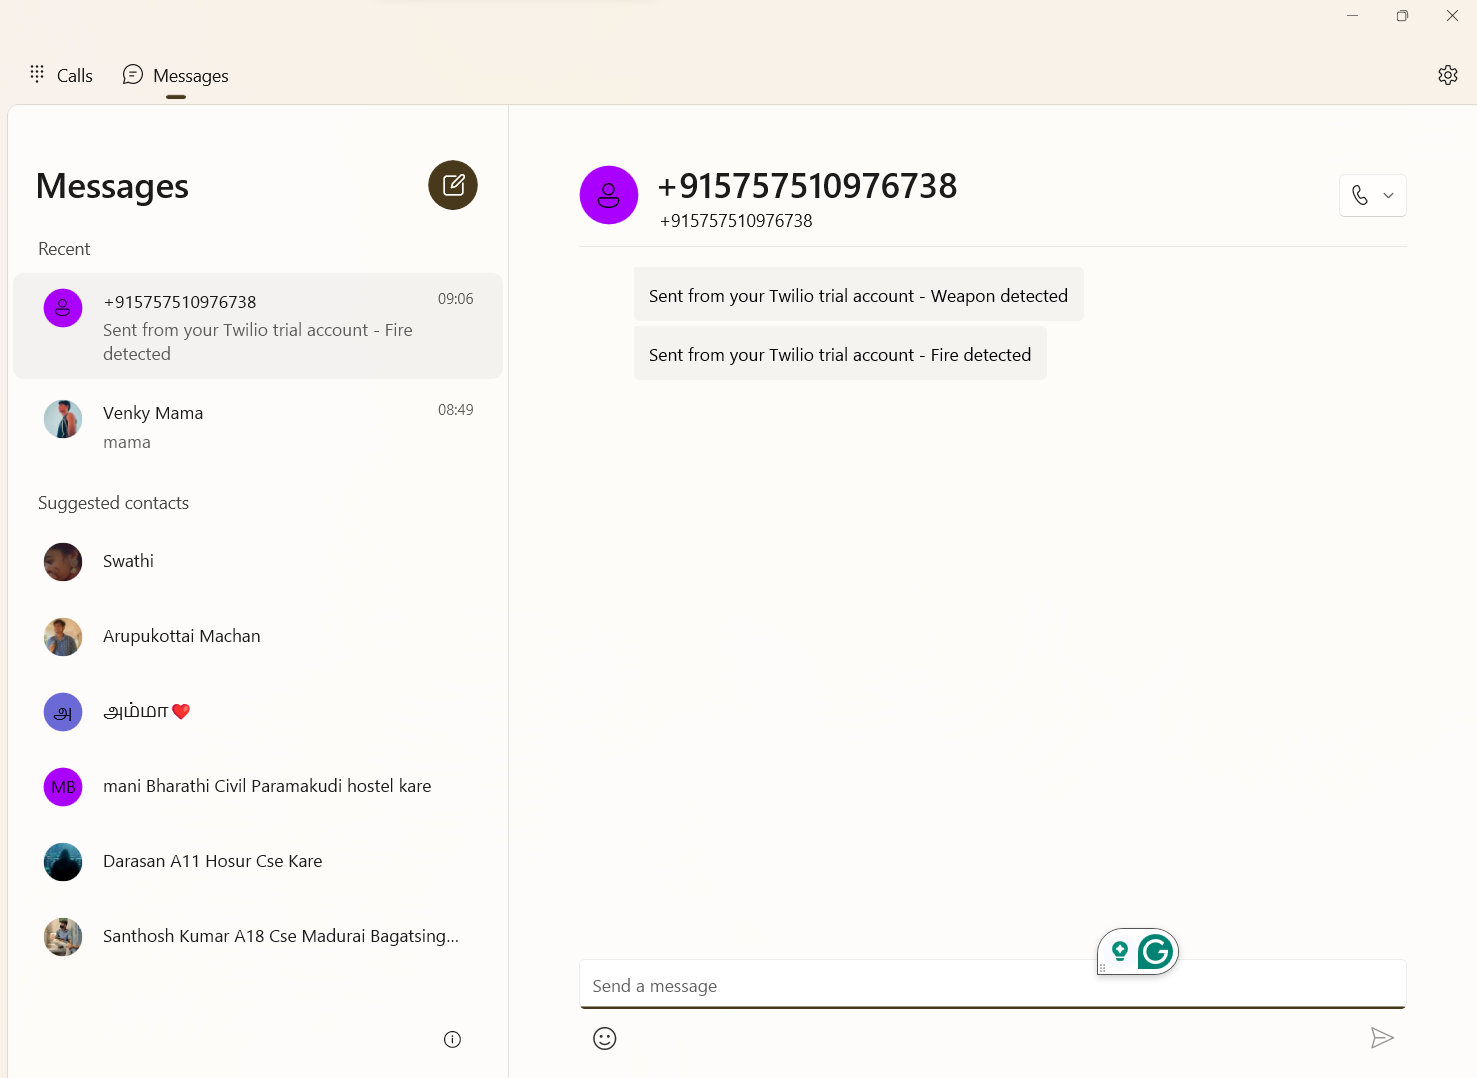 Calls
Messages
Messages
Recent
+915757510976738
09:06
Sent from your Twilio trial account - Fire
detected
Venky Mama
08:49
mama
Suggested contacts
Swathi
Arupukottai Machan
அ
அம்மா❤️
MB
mani Bharathi Civil Paramakudi hostel kare
Darasan A11 Hosur Cse Kare
Santhosh Kumar A18 Cse Madurai Bagatsing...
+915757510976738
+915757510976738
Sent from your Twilio trial account - Weapon detected
Sent from your Twilio trial account - Fire detected
G
Send a message